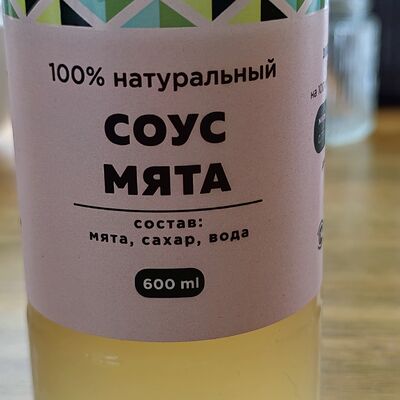 100% натуральный
СОУС
МЯТА
состав:
мята, сахар, вода
600 ml